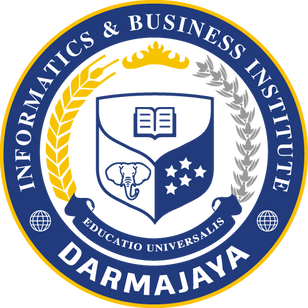 INFORMATICS & BUSINESS INSTITUTE
EDUCATIO UNIVERSALIS
DARMAJAYA